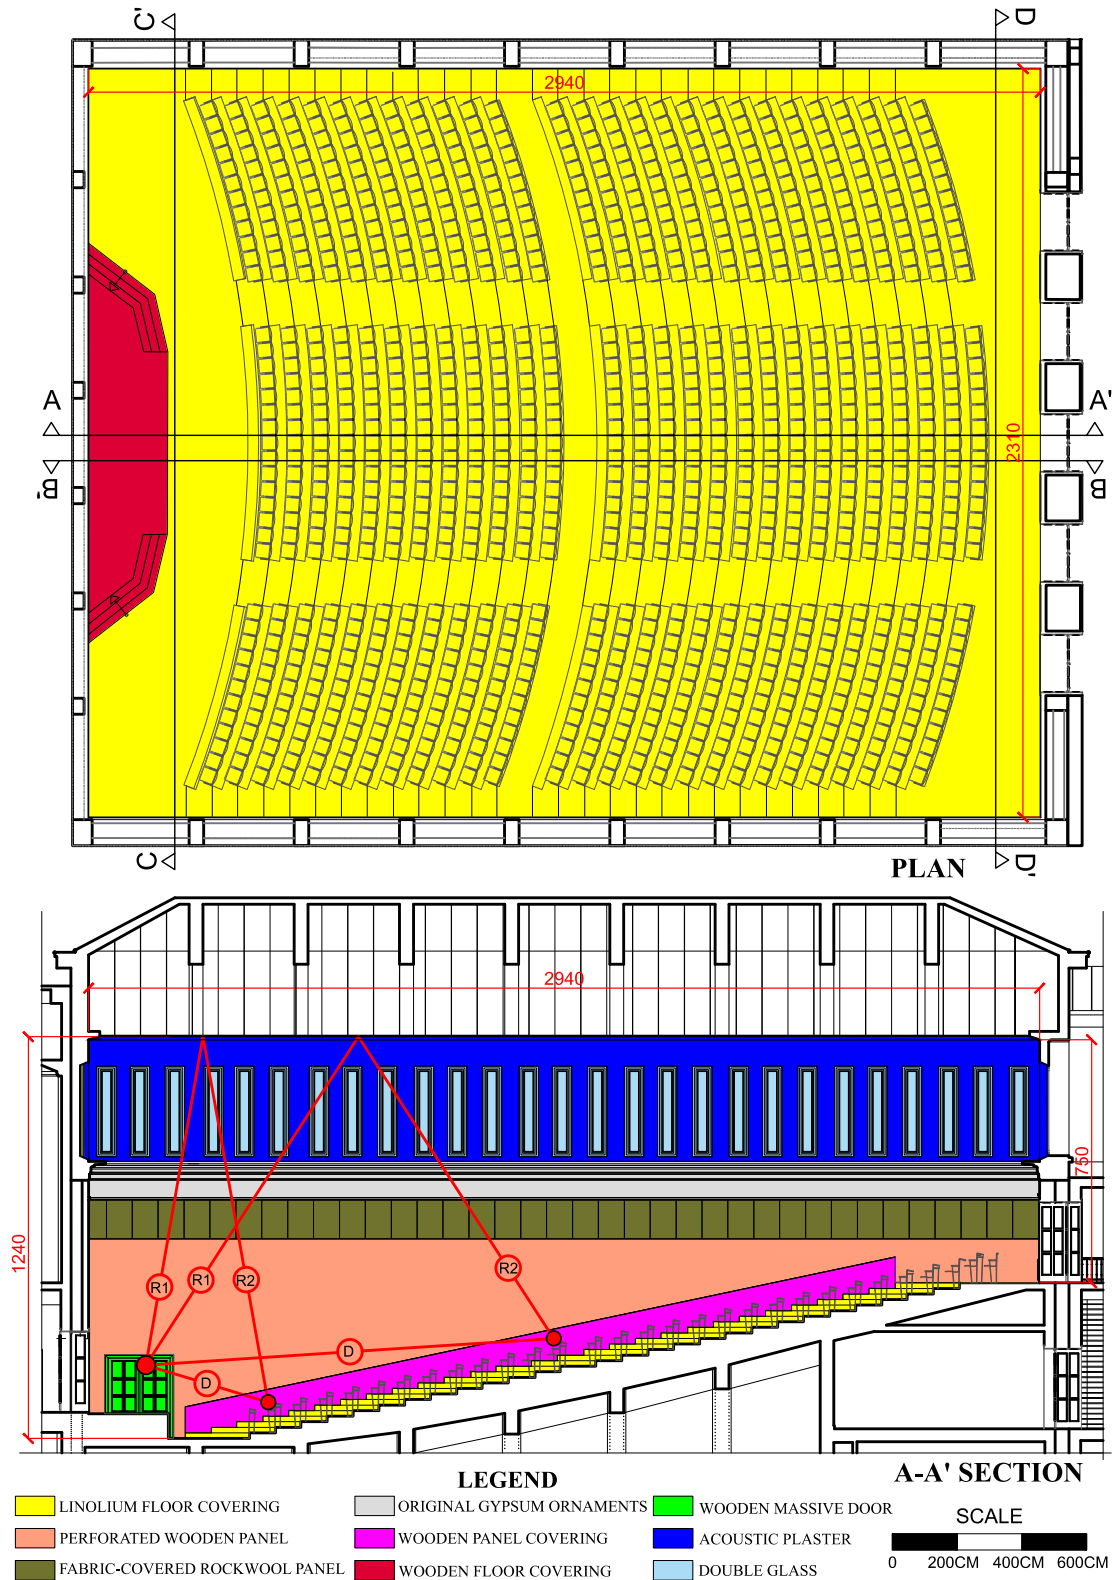 C' D
2940
A A'
2310
B' B
C D'
PLAN
2940
1240
750
R1 R1 R2 R2
D
D
LEGEND
A-A' SECTION
LINOLIUM FLOOR COVERING
ORIGINAL GYPSUM ORNAMENTS
WOODEN MASSIVE DOOR
PERFORATED WOODEN PANEL
WOODEN PANEL COVERING
ACOUSTIC PLASTER
FABRIC-COVERED ROCKWOOL PANEL
WOODEN FLOOR COVERING
DOUBLE GLASS
SCALE
0 200CM 400CM 600CM